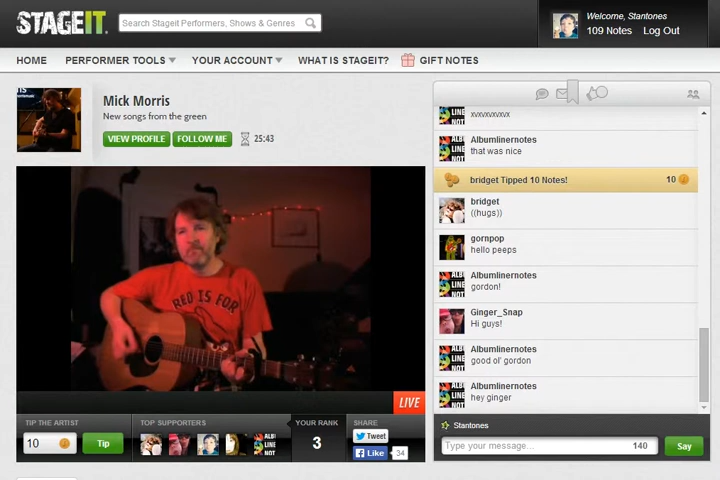 STAGEIT.
Search Stageit Performers, Shows & Genres
Welcome, Stantones
109 Notes Log Out
HOME PERFORMER TOOLS YOUR ACCOUNT WHAT IS STAGEIT? GIFT NOTES
Mick Morris
New songs from the green
VIEW PROFILE FOLLOW ME 25:43
RED IS FOR
LIVE
TIP THE ARTIST
10 Tip
TOP SUPPORTERS
YOUR RANK
3
SHARE
Tweet
Like 34
xvxvxvxvxvx
Albumlinernotes
that was nice
bridget Tipped 10 Notes! 10
bridget
((hugs))
gornpop
hello peeps
Albumlinernotes
gordon!
Ginger_Snap
Hi guys!
Albumlinernotes
good ol' gordon
Albumlinernotes
hey ginger
Stantones
Type your message... 140 Say